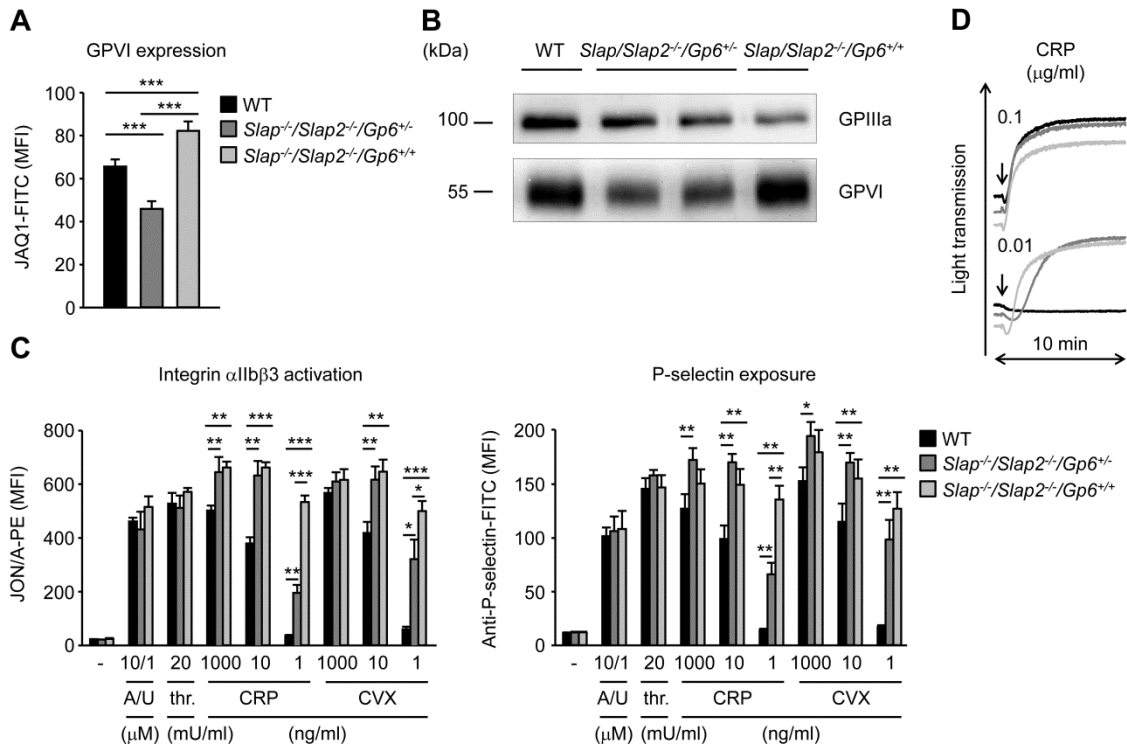 A
GPVI expression
JAQ1-FITC (MFI)
100
80
60
40
20
0
***
***
***
WT
Slap-/-/Slap2-/-/Gp6+/-
Slap-/-/Slap2-/-/Gp6+/+
B
(kDa)
WT
Slap/Slap2-/-/Gp6+/-
Slap/Slap2-/-/Gp6+/+
100
GPIIIa
55
GPVI
D
CRP
(μg/ml)
Light transmission
0.1
0.01
10 min
C
Integrin αIIbβ3 activation
JON/A-PE (MFI)
800
600
400
200
0
** *** **
** ** *** ** ***
*** *
** *
- 10/1 20 1000 10 1 1000 10 1
A/U thr. CRP CVX
(μM) (mU/ml) (ng/ml)
P-selectin exposure
Anti-P-selectin-FITC (MFI)
200
150
100
50
0
** ** ** * ** **
** ** ** **
** **
- 10/1 20 1000 10 1 1000 10 1
A/U thr. CRP CVX
(μM) (mU/ml) (ng/ml)
WT
Slap-/-/Slap2-/-/Gp6+/-
Slap-/-/Slap2-/-/Gp6+/+